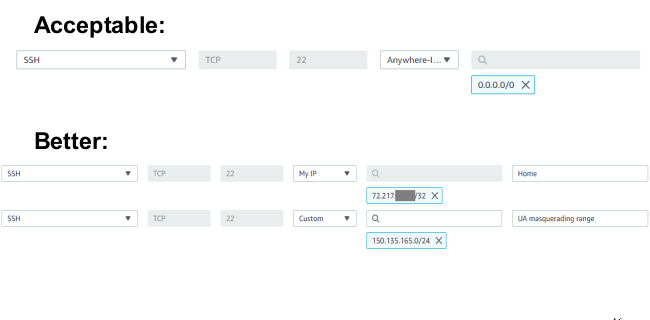 Acceptable:
SSH TCP 22 Anywhere-I...
0.0.0.0/0
Better:
SSH TCP 22 My IP Home
72.217 /32
SSH TCP 22 Custom UA masquerading range
150.135.165.0/24